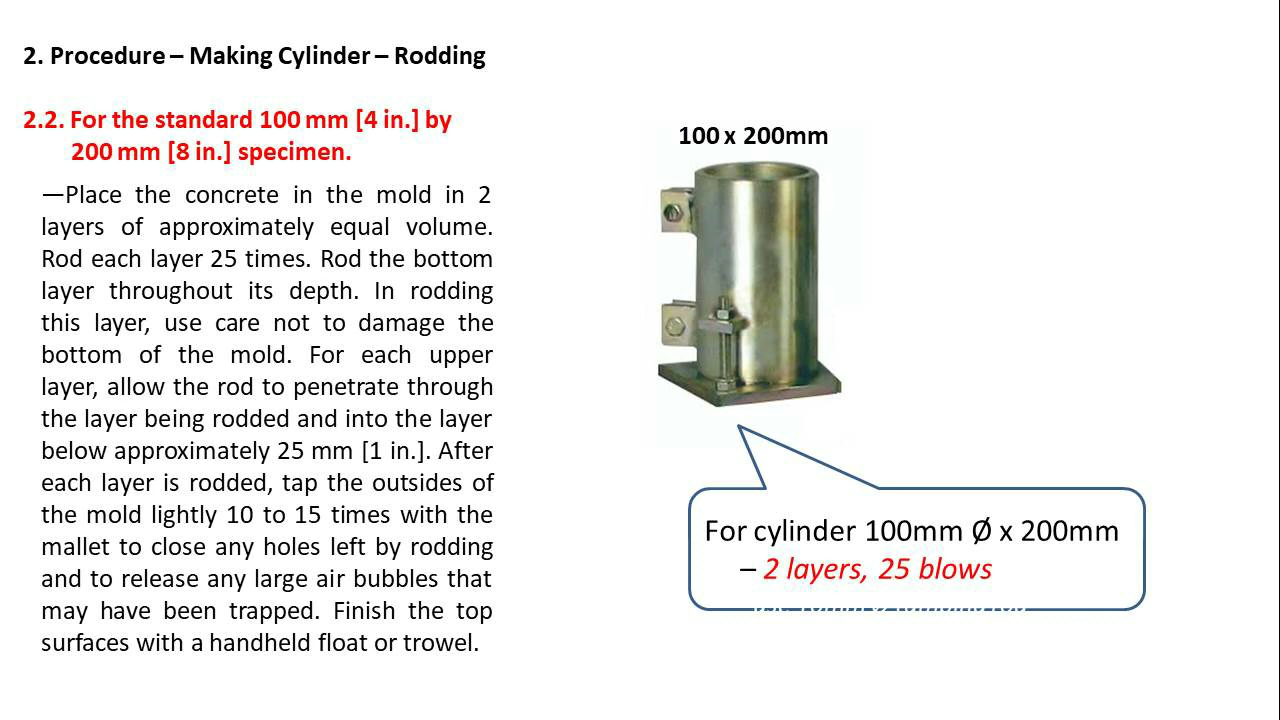 2. Procedure – Making Cylinder – Rodding
2.2. For the standard 100 mm [4 in.] by
200 mm [8 in.] specimen.
—Place the concrete in the mold in 2
layers of approximately equal volume.
Rod each layer 25 times. Rod the bottom
layer throughout its depth. In rodding
this layer, use care not to damage the
bottom of the mold. For each upper
layer, allow the rod to penetrate through
the layer being rodded and into the layer
below approximately 25 mm [1 in.]. After
each layer is rodded, tap the outsides of
the mold lightly 10 to 15 times with the
mallet to close any holes left by rodding
and to release any large air bubbles that
may have been trapped. Finish the top
surfaces with a handheld float or trowel.
100 x 200mm
For cylinder 100mm Ø x 200mm
– 2 layers, 25 blows